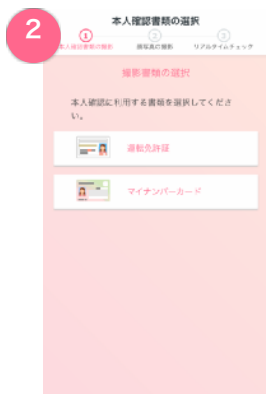 2
本人確認書類の選択
1 2 3
本人確認書類の撮影 顔写真の撮影 リアルタイムチェック
撮影書類の選択
本人確認に利用する書類を選択してくださ
い。
運転免許証
マイナンバーカード